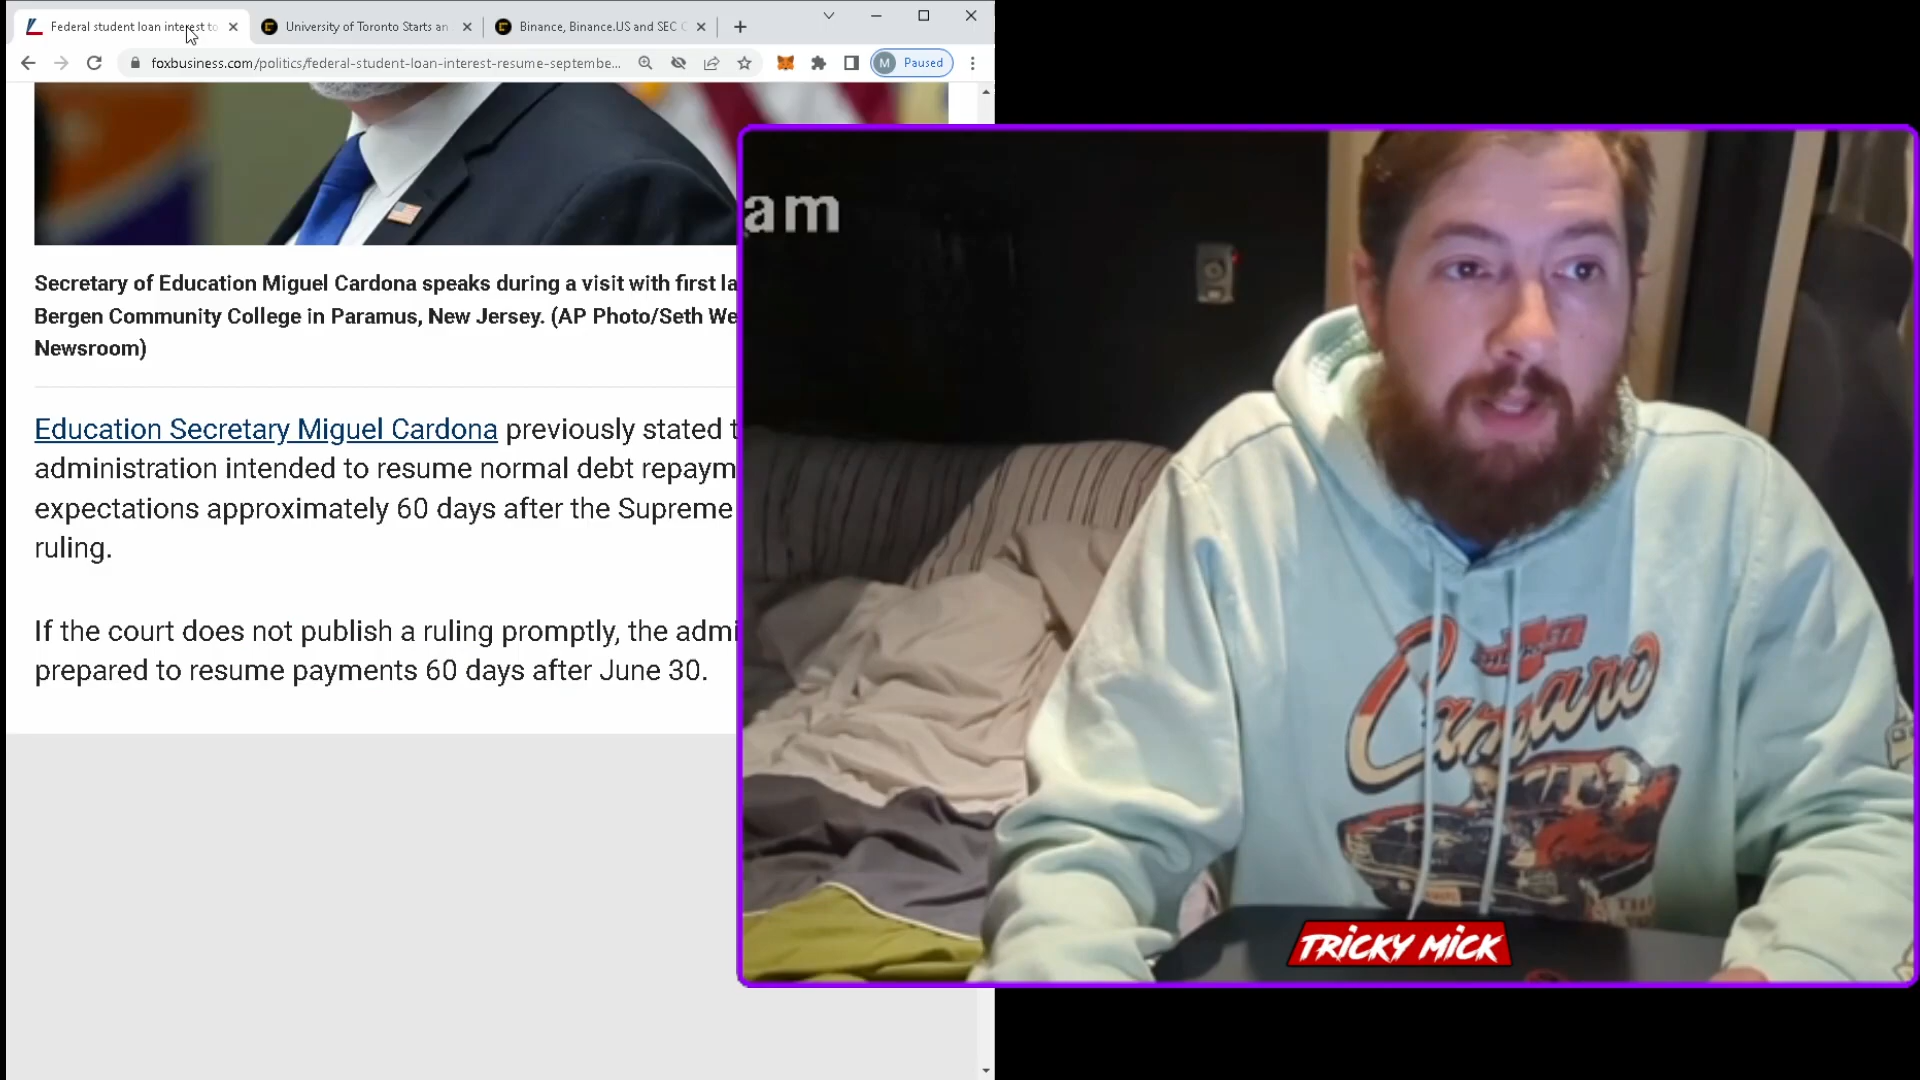 Federal student loan interest to
University of Toronto Starts an
Binance, Binance.US and SEC C
foxbusiness.com/politics/federal-student-loan-interest-resume-septembe...
M Paused
Secretary of Education Miguel Cardona speaks during a visit with first la
Bergen Community College in Paramus, New Jersey. (AP Photo/Seth We
Newsroom)
Education Secretary Miguel Cardona previously stated t
administration intended to resume normal debt repaym
expectations approximately 60 days after the Supreme
ruling.
If the court does not publish a ruling promptly, the admi
prepared to resume payments 60 days after June 30.
am
CHEVROLET
Camaro
TRICKY MICK